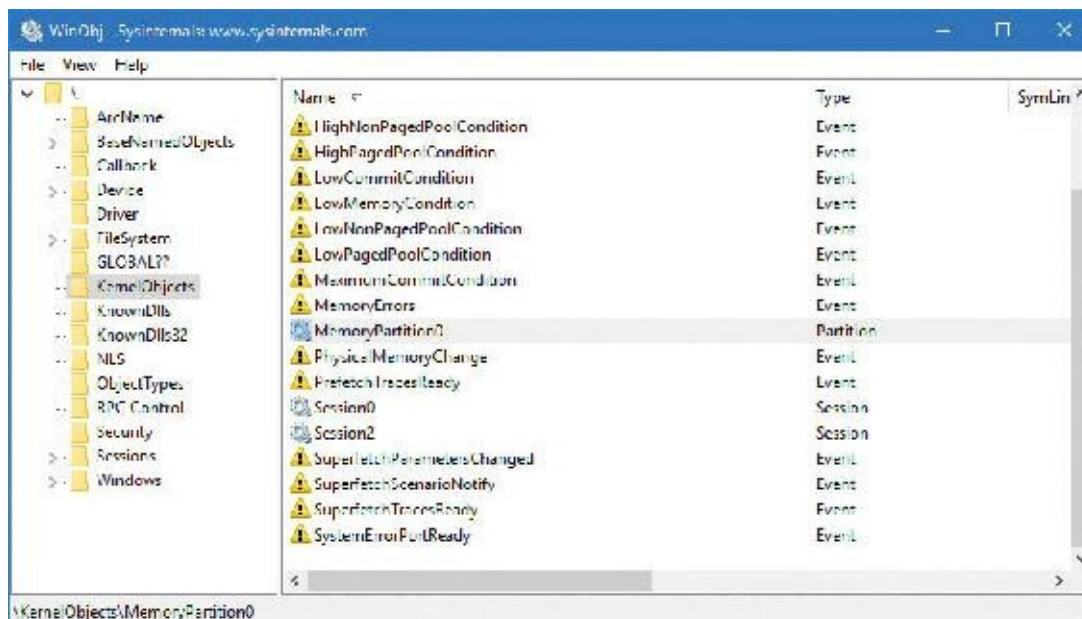 WinObj - Sysinternals: www.sysinternals.com
File View Help
\
ArcName
BaseNamedObjects
Callback
Device
Driver
FileSystem
GLOBAL??
KernelObjects
KnownDlls
KnownDlls32
NLS
ObjectTypes
RPC Control
Security
Sessions
Windows
Name Type SymLin
HighNonPagedPoolCondition Event
HighPagedPoolCondition Event
LowCommitCondition Event
LowMemoryCondition Event
LowNonPagedPoolCondition Event
LowPagedPoolCondition Event
MaximumCommitCondition Event
MemoryErrors Event
MemoryPartition0 Partition
PhysicalMemoryChange Event
PrefetchTracesReady Event
Session0 Session
Session2 Session
SuperfetchParametersChanged Event
SuperfetchScenarioNotify Event
SuperfetchTracesReady Event
SystemErrorPortReady Event
\KernelObjects\MemoryPartition0